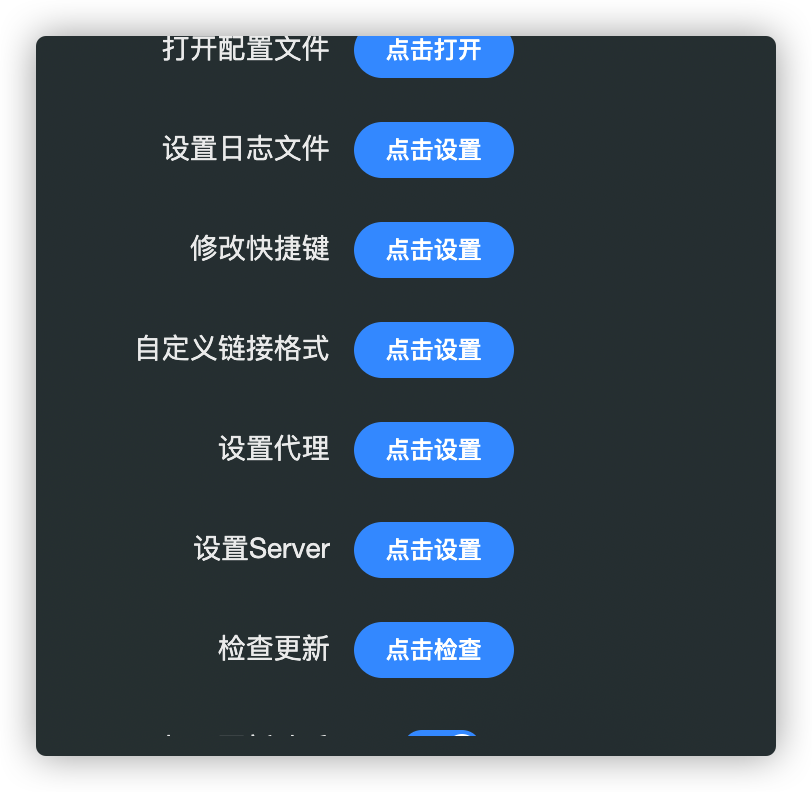 打开配置文件 点击打开
设置日志文件 点击设置
修改快捷键 点击设置
自定义链接格式 点击设置
设置代理 点击设置
设置Server 点击设置
检查更新 点击检查